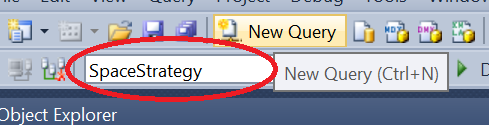 New Query
SpaceStrategy
New Query (Ctrl+N)
Object Explorer